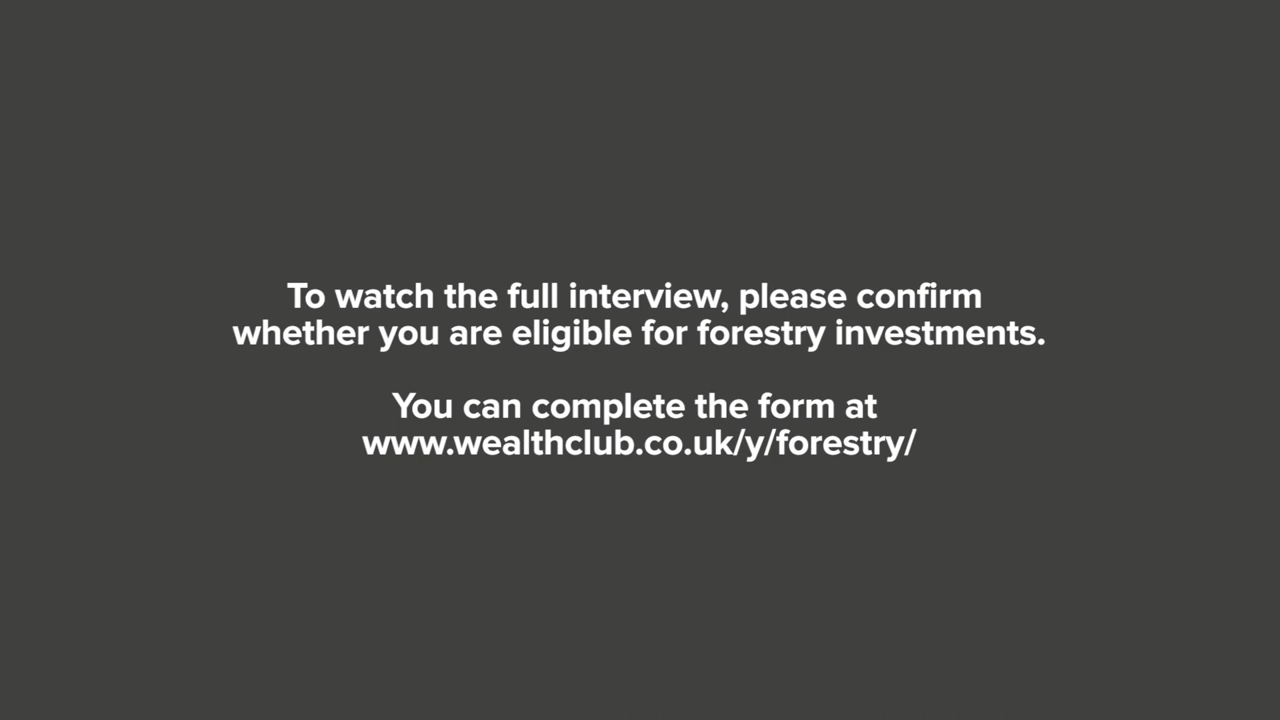 To watch the full interview, please confirm
whether you are eligible for forestry investments.
You can complete the form at
www.wealthclub.co.uk/y/forestry/